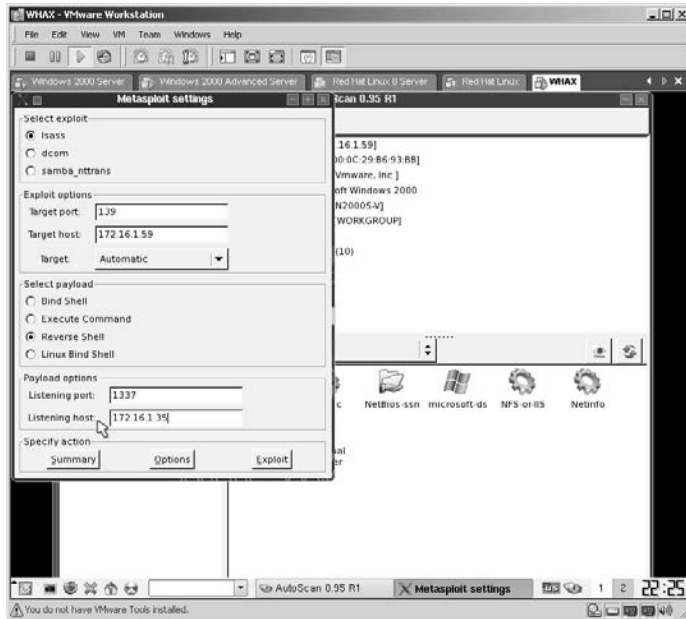 WHAX - VMware Workstation
File Edit View VM Team Windows Help
Windows 2000 Server Windows 2000 Advanced Server Red Hat Linux 8 Server Red Hat Linux WHAX
Metasploit settings
Scan 0.95 R1
Select exploit
lsass
dcom
samba_nttrans
.16.1.59]
00:0C:29:B6:93:BB]
Vmware, Inc.]
oft Windows 2000
N2000S-V]
WORKGROUP]
(10)
Exploit options
Target port: 139
Target host: 172.16.1.59
Target: Automatic
Select payload
Bind Shell
Execute Command
Reverse Shell
Linux Bind Shell
Payload options
Listening port: 1337
Listening host: 172.16.1.35
c NetBios-ssn microsoft-ds NFS-or-IIS Netinfo
Specify action
Summary Options Exploit
al
er
AutoScan 0.95 R1 Metasploit settings 1 2 22:25
You do not have VMware Tools installed.